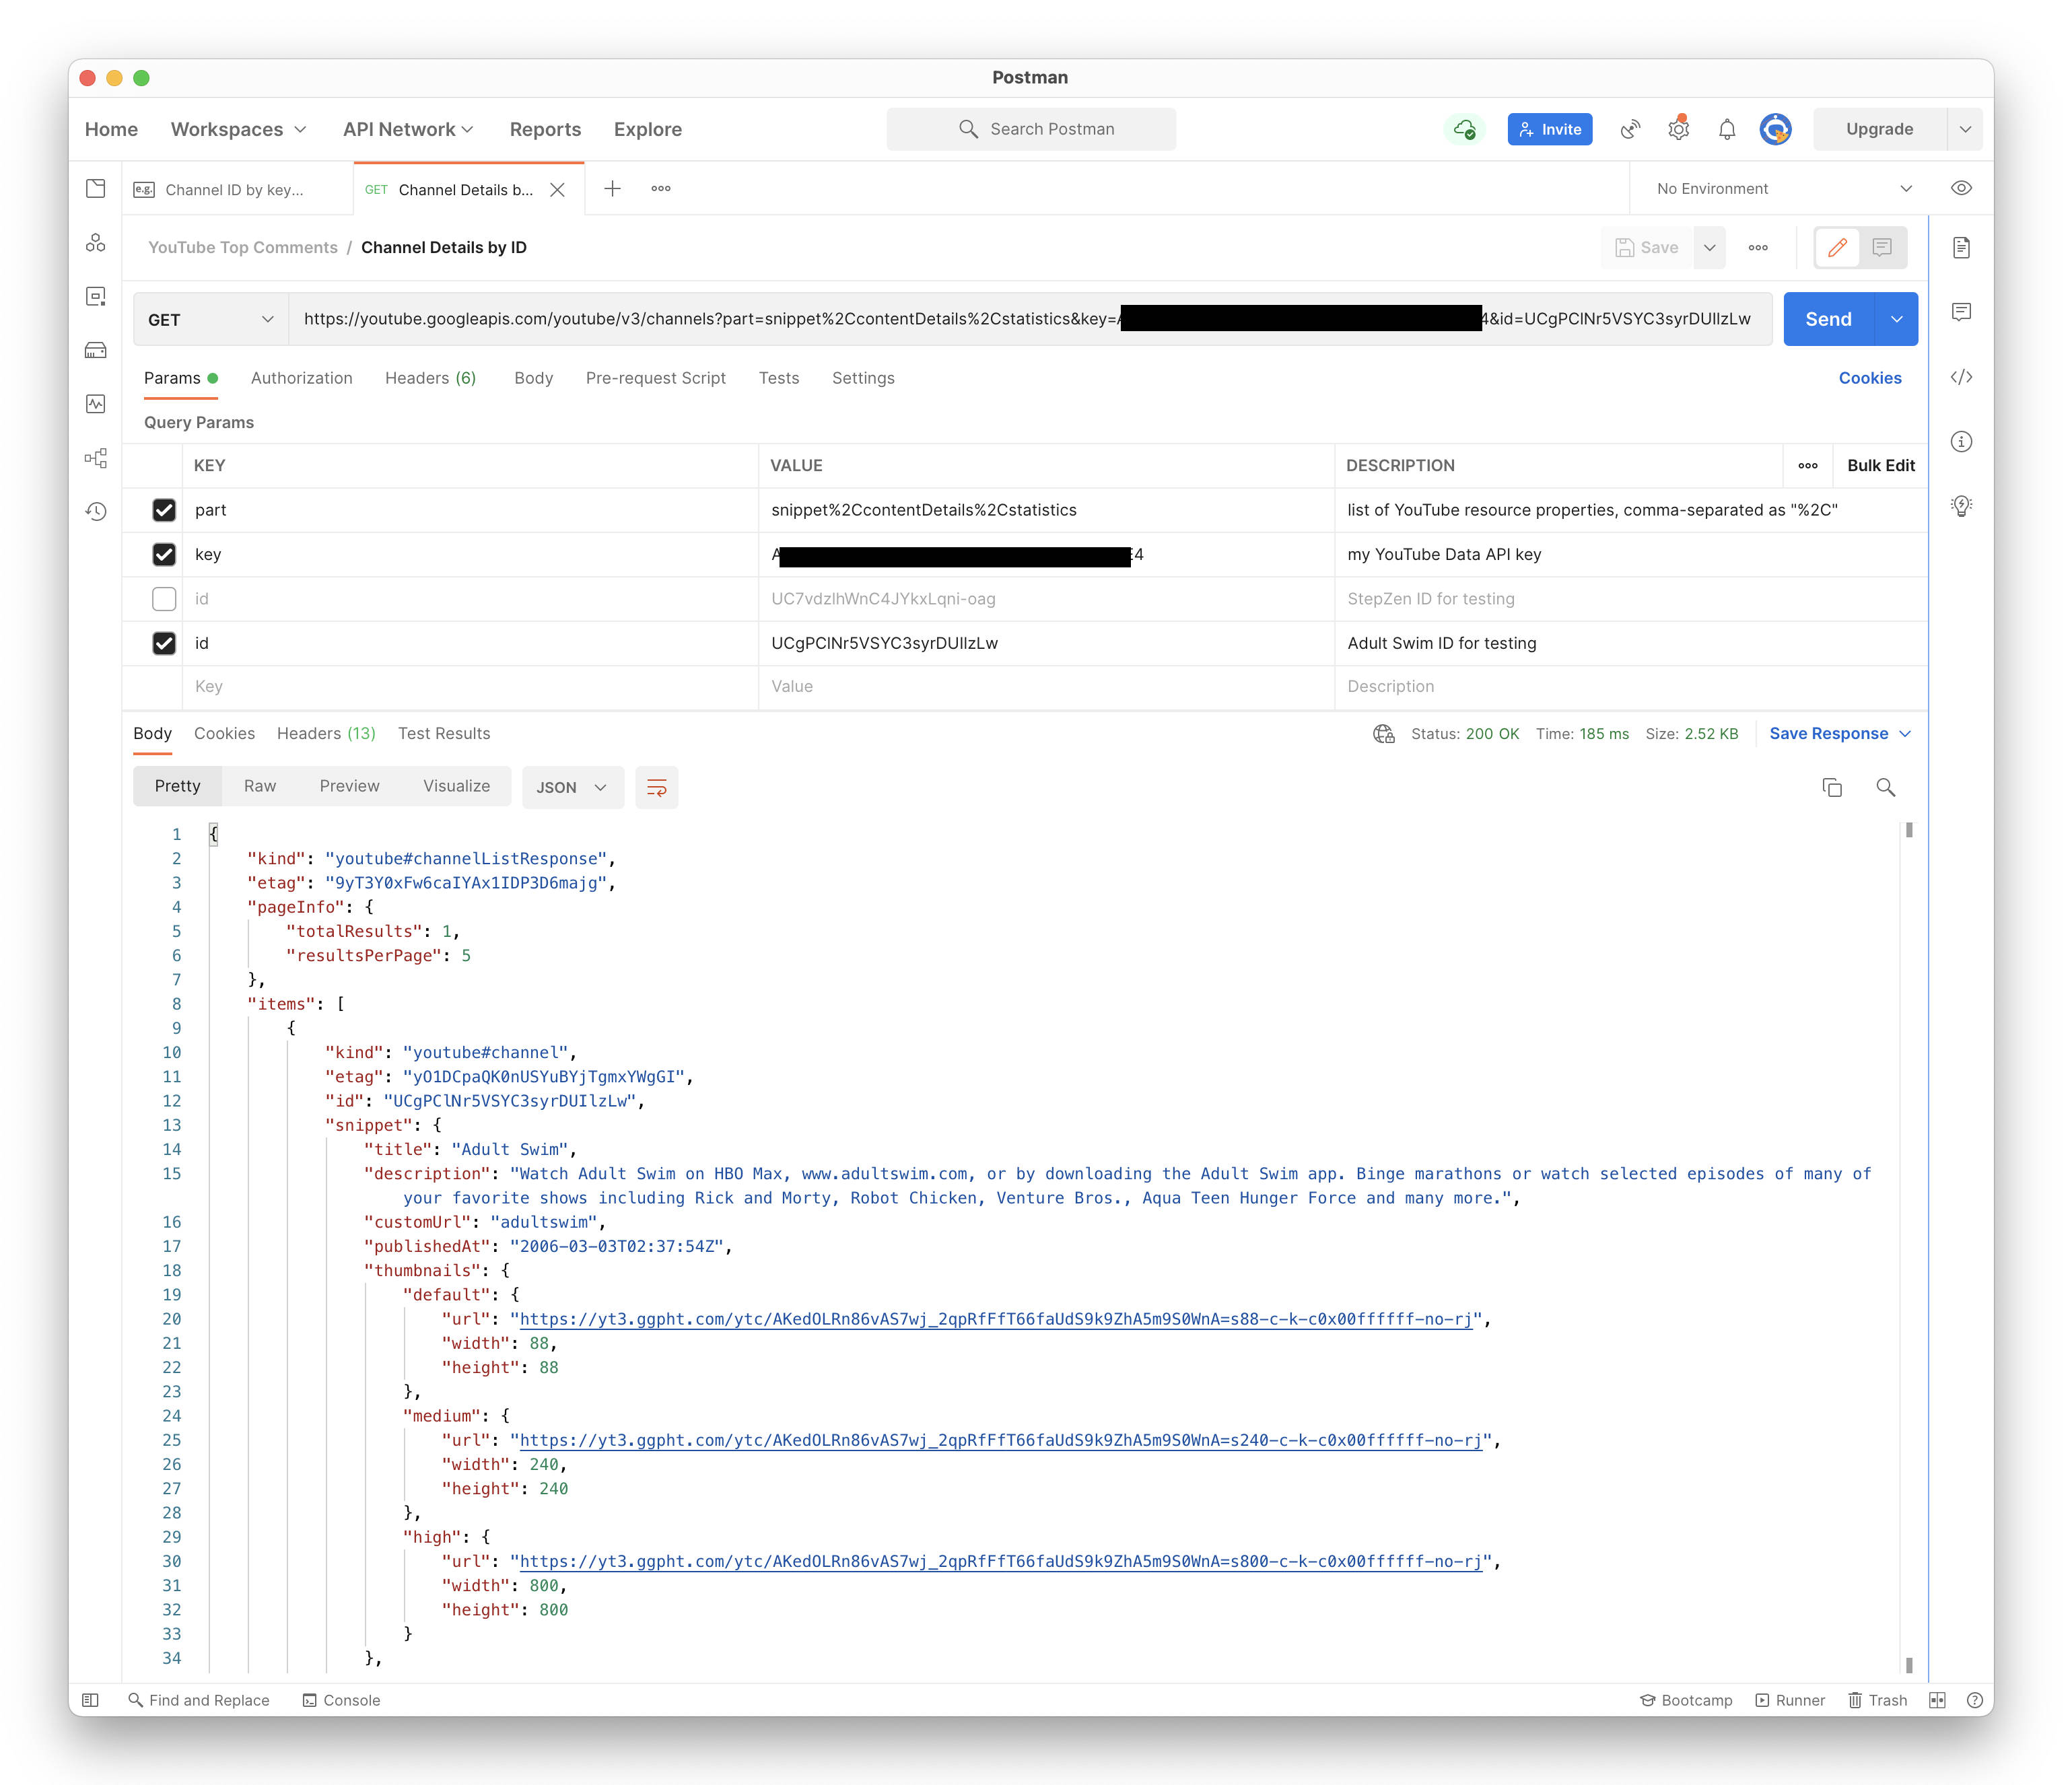 Postman
Home Workspaces API Network Reports Explore Search Postman Invite Upgrade
e.g. Channel ID by key... GET Channel Details b... No Environment
YouTube Top Comments / Channel Details by ID Save
GET https://youtube.googleapis.com/youtube/v3/channels?part=snippet%2CcontentDetails%2Cstatistics&key= 4&id=UCgPClNr5VSYC3syrDUIlzLw Send
Params Authorization Headers (6) Body Pre-request Script Tests Settings Cookies
Query Params
KEY VALUE DESCRIPTION Bulk Edit
part snippet%2CcontentDetails%2Cstatistics list of YouTube resource properties, comma-separated as "%2C"
key A E4 my YouTube Data API key
id UC7vdzlhWnC4JYkxLqni-oag StepZen ID for testing
id UCgPClNr5VSYC3syrDUIlzLw Adult Swim ID for testing
Key Value Description
Body Cookies Headers (13) Test Results Status: 200 OK Time: 185 ms Size: 2.52 KB Save Response
Pretty Raw Preview Visualize JSON
1 {
2 "kind": "youtube#channelListResponse",
3 "etag": "9yT3Y0xFw6caIYAx1IDP3D6majg",
4 "pageInfo": {
5 "totalResults": 1,
6 "resultsPerPage": 5
7 },
8 "items": [
9 {
10 "kind": "youtube#channel",
11 "etag": "yO1DCpaQK0nUSYuBYjTgmxYWgGI",
12 "id": "UCgPClNr5VSYC3syrDUIlzLw",
13 "snippet": {
14 "title": "Adult Swim",
15 "description": "Watch Adult Swim on HBO Max, www.adultswim.com, or by downloading the Adult Swim app. Binge marathons or watch selected episodes of many of
your favorite shows including Rick and Morty, Robot Chicken, Venture Bros., Aqua Teen Hunger Force and many more.",
16 "customUrl": "adultswim",
17 "publishedAt": "2006-03-03T02:37:54Z",
18 "thumbnails": {
19 "default": {
20 "url": "https://yt3.ggpht.com/ytc/AKedOLRn86vAS7wj_2qpRfFfT66faUdS9k9ZhA5m9S0WnA=s88-c-k-c0x00ffffff-no-rj",
21 "width": 88,
22 "height": 88
23 },
24 "medium": {
25 "url": "https://yt3.ggpht.com/ytc/AKedOLRn86vAS7wj_2qpRfFfT66faUdS9k9ZhA5m9S0WnA=s240-c-k-c0x00ffffff-no-rj",
26 "width": 240,
27 "height": 240
28 },
29 "high": {
30 "url": "https://yt3.ggpht.com/ytc/AKedOLRn86vAS7wj_2qpRfFfT66faUdS9k9ZhA5m9S0WnA=s800-c-k-c0x00ffffff-no-rj",
31 "width": 800,
32 "height": 800
33 }
34 },
Find and Replace Console Bootcamp Runner Trash